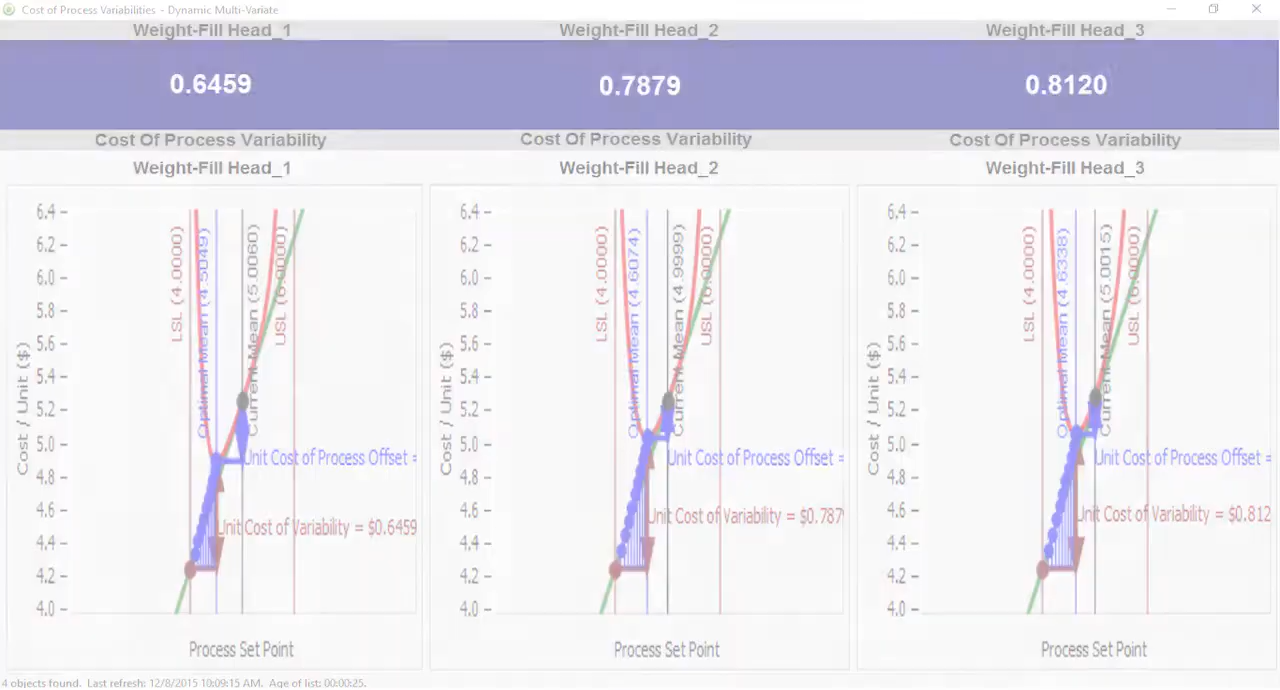 Cost of Process Variabilities - Dynamic Multi-Variate
Weight-Fill Head_1
Weight-Fill Head_2
Weight-Fill Head_3
0.6459
0.7879
0.8120
Cost Of Process Variability
Cost Of Process Variability
Cost Of Process Variability
Weight-Fill Head_1
Weight-Fill Head_2
Weight-Fill Head_3
Cost / Unit ($)
6.4
6.2
6.0
5.8
5.6
5.4
5.2
5.0
4.8
4.6
4.4
4.2
4.0
LSL (4.0000)
Optimal Mean (4.5049)
Current Mean (5.0060)
USL (6.0000)
Unit Cost of Process Offset =
Unit Cost of Variability = $0.6459
Process Set Point
Cost / Unit ($)
6.4
6.2
6.0
5.8
5.6
5.4
5.2
5.0
4.8
4.6
4.4
4.2
4.0
LSL (4.0000)
Optimal Mean (4.6074)
Current Mean (4.9999)
USL (6.0000)
Unit Cost of Process Offset =
Unit Cost of Variability = $0.787
Process Set Point
Cost / Unit ($)
6.4
6.2
6.0
5.8
5.6
5.4
5.2
5.0
4.8
4.6
4.4
4.2
4.0
LSL (4.0000)
Optimal Mean (4.6338)
Current Mean (5.0015)
USL (6.0000)
Unit Cost of Process Offset =
Unit Cost of Variability = $0.812
Process Set Point
4 objects found. Last refresh: 12/8/2015 10:09:15 AM. Age of list: 00:00:25.